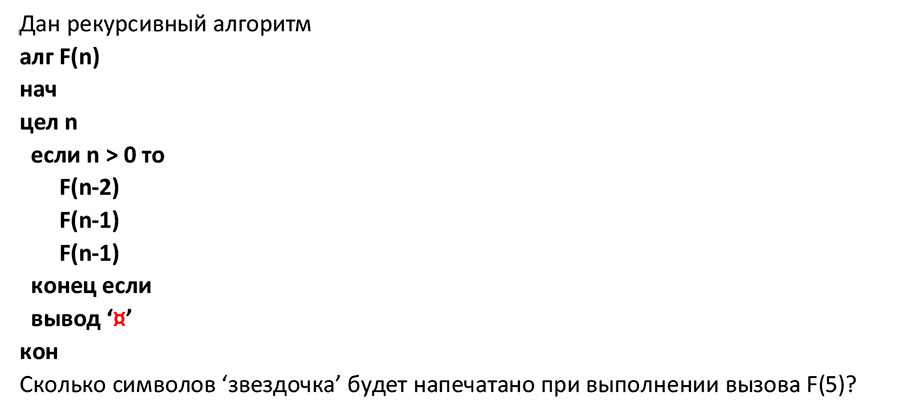 Дан рекурсивный алгоритм
алг F(n)
нач
цел n
если n > 0 то
F(n-2)
F(n-1)
F(n-1)
конец если
вывод ‘¤’
кон
Сколько символов ‘звездочка’ будет напечатано при выполнении вызова F(5)?